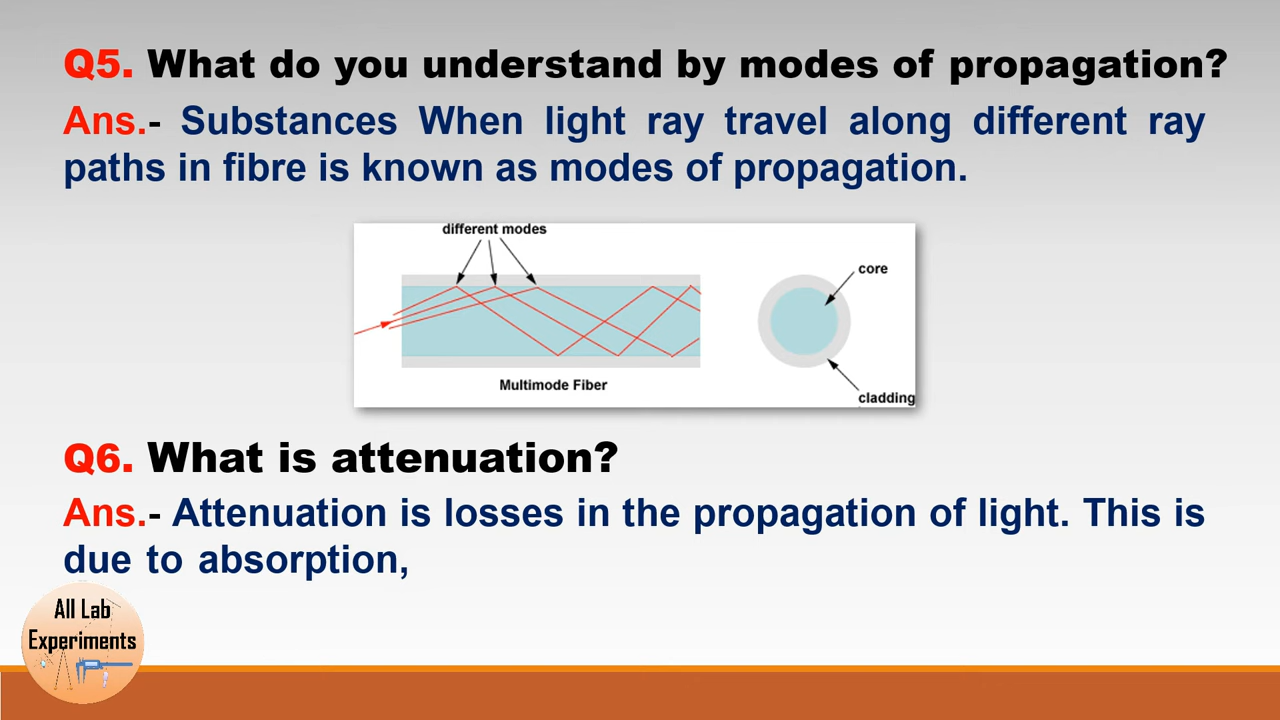 Q5. What do you understand by modes of propagation?
Ans.- Substances When light ray travel along different ray
paths in fibre is known as modes of propagation.
different modes
core
Multimode Fiber
cladding
Q6. What is attenuation?
Ans.- Attenuation is losses in the propagation of light. This is
due to absorption,
All Lab
Experiments